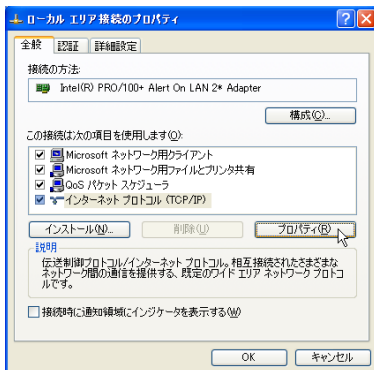 ローカル エリア接続のプロパティ
全般 認証 詳細設定
接続の方法:
Intel(R) PRO/100+ Alert On LAN 2* Adapter
構成(C)...
この接続は次の項目を使用します(O):
Microsoft ネットワーク用クライアント
Microsoft ネットワーク用ファイルとプリンタ共有
QoS パケット スケジューラ
インターネット プロトコル (TCP/IP)
インストール(N)... 削除(U) プロパティ(R)
説明
伝送制御プロトコル/インターネット プロトコル。相互接続されたさまざまな
ネットワーク間の通信を提供する、既定のワイド エリア ネットワーク プロトコ
ルです。
接続時に通知領域にインジケータを表示する(W)
OK キャンセル